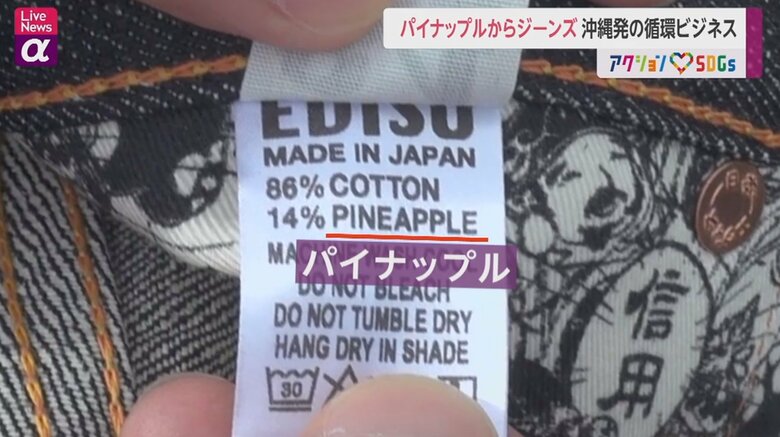 Live
News
α
パイナップルからジーンズ 沖縄発の循環ビジネス
アクション SDGs
MADE IN JAPAN
86% COTTON
14% PINEAPPLE
パイナップル
DO NOT BLEACH
DO NOT TUMBLE DRY
HANG DRY IN SHADE
30
信用